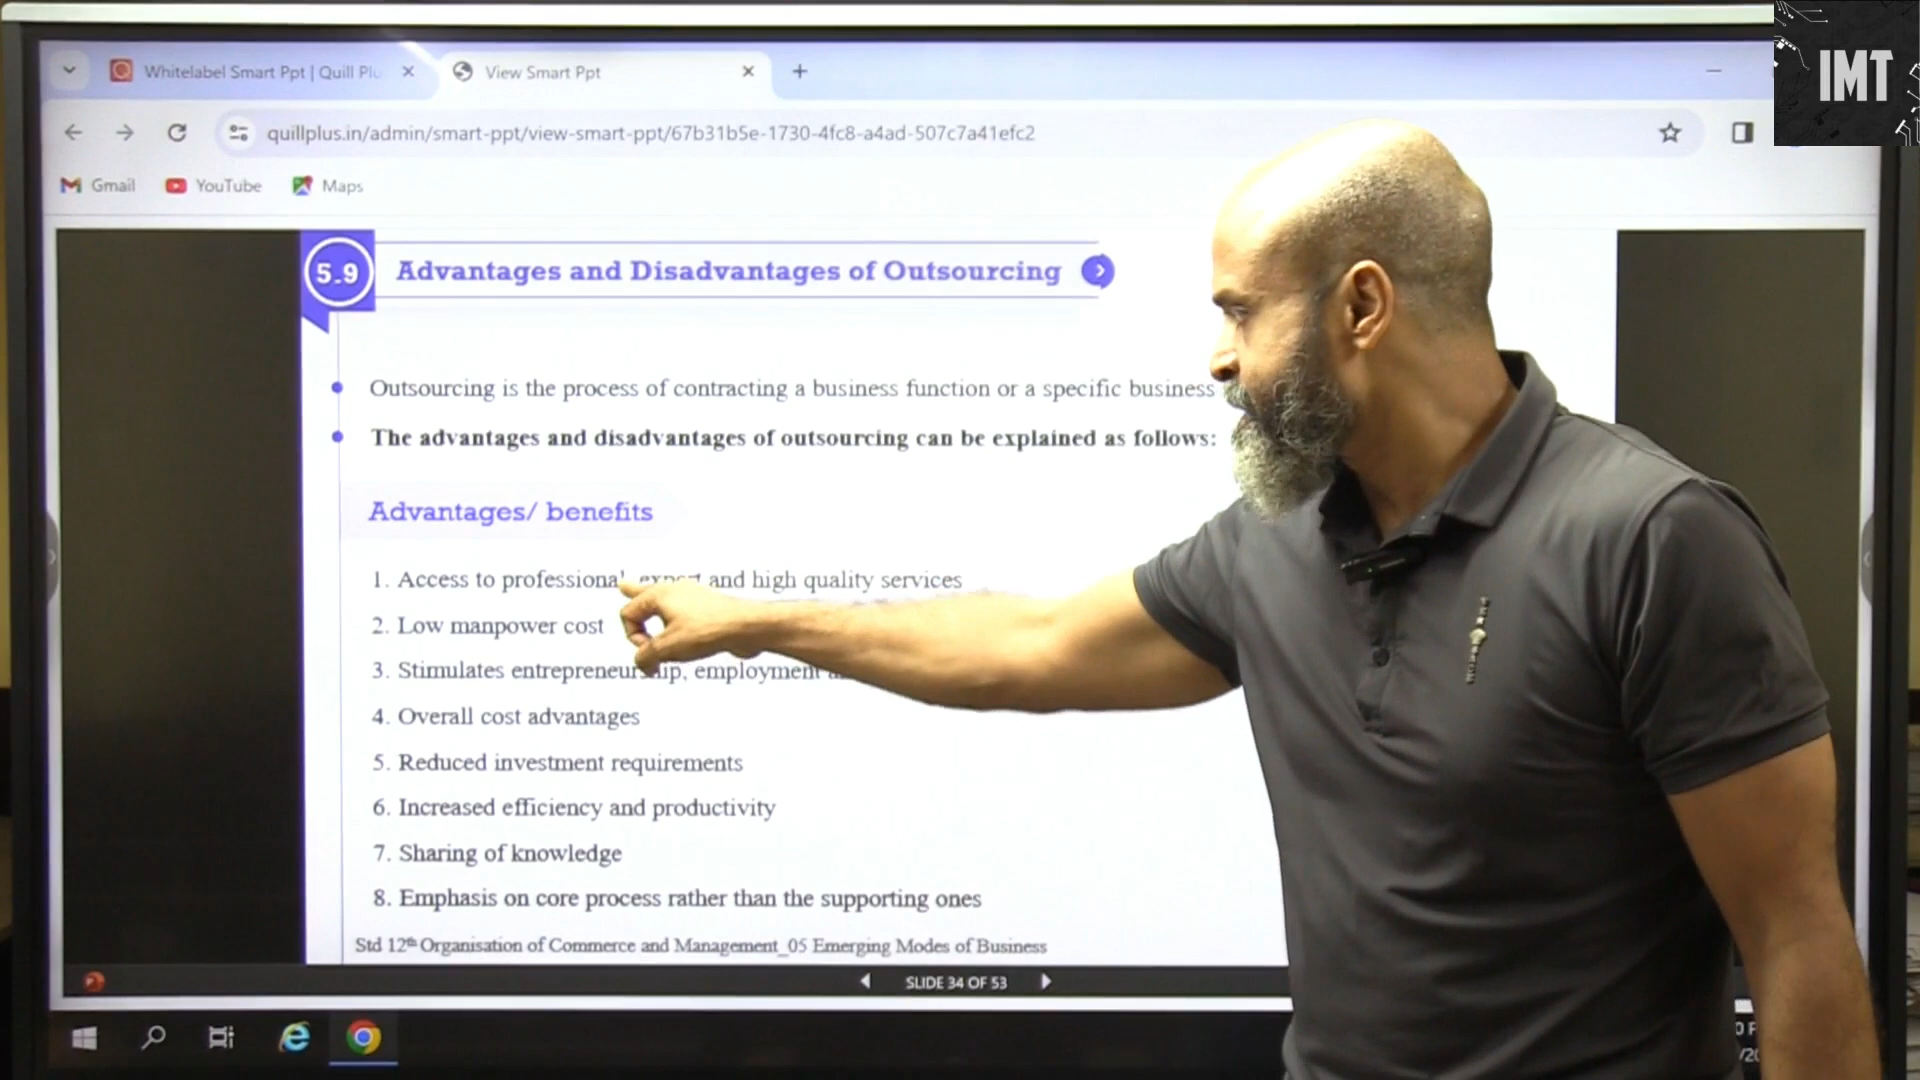 IMT
Whitelabel Smart Ppt | Quill Plu
View Smart Ppt
quillplus.in/admin/smart-ppt/view-smart-ppt/67b31b5e-1730-4fc8-a4ad-507c7a41efc2
Gmail YouTube Maps
5.9 Advantages and Disadvantages of Outsourcing
Outsourcing is the process of contracting a business function or a specific business
The advantages and disadvantages of outsourcing can be explained as follows:
Advantages/ benefits
1. Access to professional, expert and high quality services
2. Low manpower cost
3. Stimulates entrepreneurship, employment
4. Overall cost advantages
5. Reduced investment requirements
6. Increased efficiency and productivity
7. Sharing of knowledge
8. Emphasis on core process rather than the supporting ones
Std 12th Organisation of Commerce and Management_05 Emerging Modes of Business
SLIDE 34 OF 53